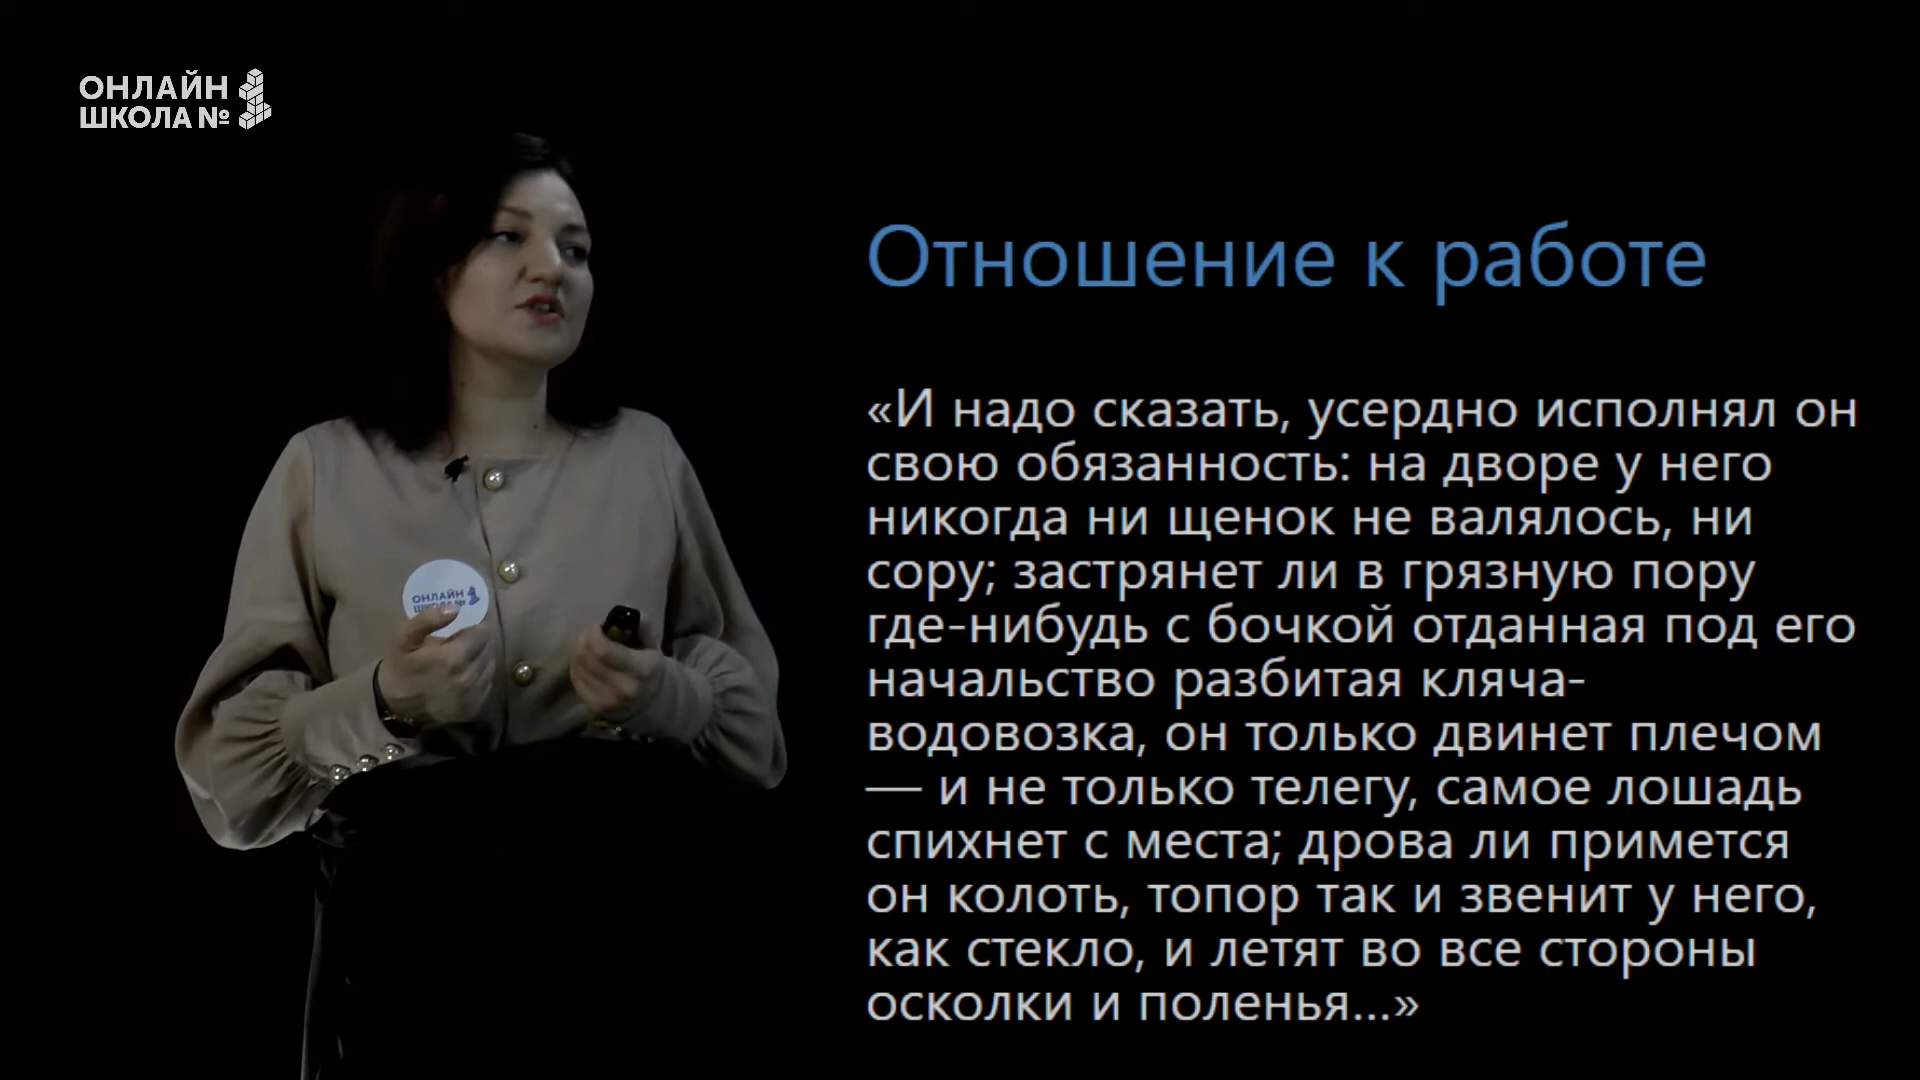 ОНЛАЙН
ШКОЛА №
Отношение к работе
«И надо сказать, усердно исполнял он
свою обязанность: на дворе у него
никогда ни щенок не валялось, ни
сору; застрянет ли в грязную пору
где-нибудь с бочкой отданная под его
начальство разбитая кляча-
водовозка, он только двинет плечом
— и не только телегу, самое лошадь
спихнет с места; дрова ли примется
он колоть, топор так и звенит у него,
как стекло, и летят во все стороны
осколки и поленья...»
ОНЛАЙН
ШКОЛА №